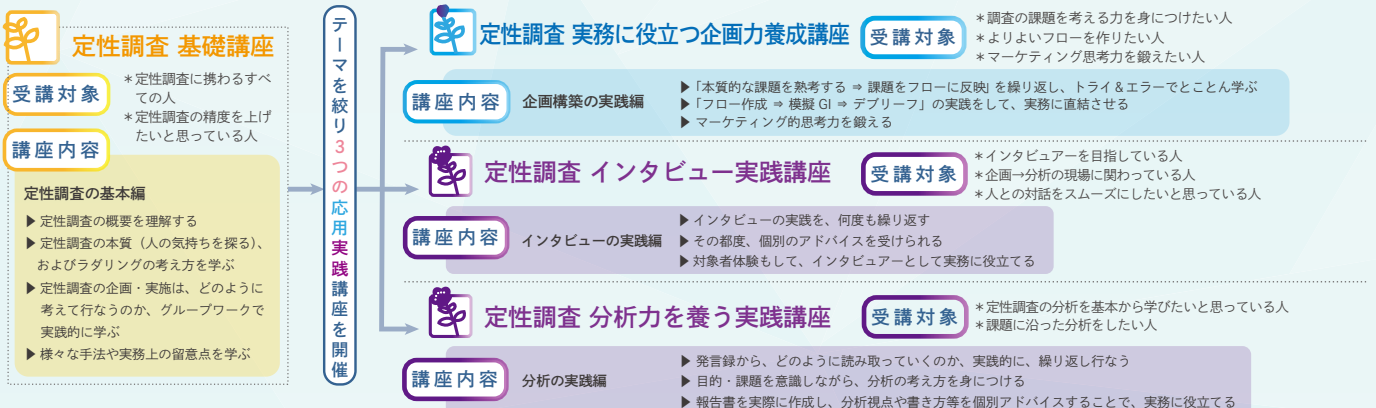 定性調査 基礎講座
受講対象
＊定性調査に携わるすべ
ての人
＊定性調査の精度を上げ
たいと思っている人
講座内容
定性調査の基本編
▶ 定性調査の概要を理解する
▶ 定性調査の本質（人の気持ちを探る）、
およびラダリングの考え方を学ぶ
▶ 定性調査の企画・実施は、どのように
考えて行なうのか、グループワークで
実践的に学ぶ
▶ 様々な手法や実務上の留意点を学ぶ
テーマを絞り３つの応用実践講座を開催
定性調査 実務に役立つ企画力養成講座
受講対象
＊調査の課題を考える力を身につけたい人
＊よりよいフローを作りたい人
＊マーケティング思考力を鍛えたい人
講座内容
企画構築の実践編
▶「本質的な課題を熟考する ⇒ 課題をフローに反映」を繰り返し、トライ＆エラーでとことん学ぶ
▶「フロー作成 ⇒ 模擬 GI ⇒ デブリーフ」の実践をして、実務に直結させる
▶ マーケティング的思考力を鍛える
定性調査 インタビュー実践講座
受講対象
＊インタビュアーを目指している人
＊企画→分析の現場に関わっている人
＊人との対話をスムーズにしたいと思っている人
講座内容
インタビューの実践編
▶ インタビューの実践を、何度も繰り返す
▶ その都度、個別のアドバイスを受けられる
▶ 対象者体験もして、インタビュアーとして実務に役立てる
定性調査 分析力を養う実践講座
受講対象
＊定性調査の分析を基本から学びたいと思っている人
＊課題に沿った分析をしたい人
講座内容
分析の実践編
▶ 発言録から、どのように読み取っていくのか、実践的に、繰り返し行なう
▶ 目的・課題を意識しながら、分析の考え方を身につける
▶ 報告書を実際に作成し、分析視点や書き方等を個別アドバイスすることで、実務に役立てる